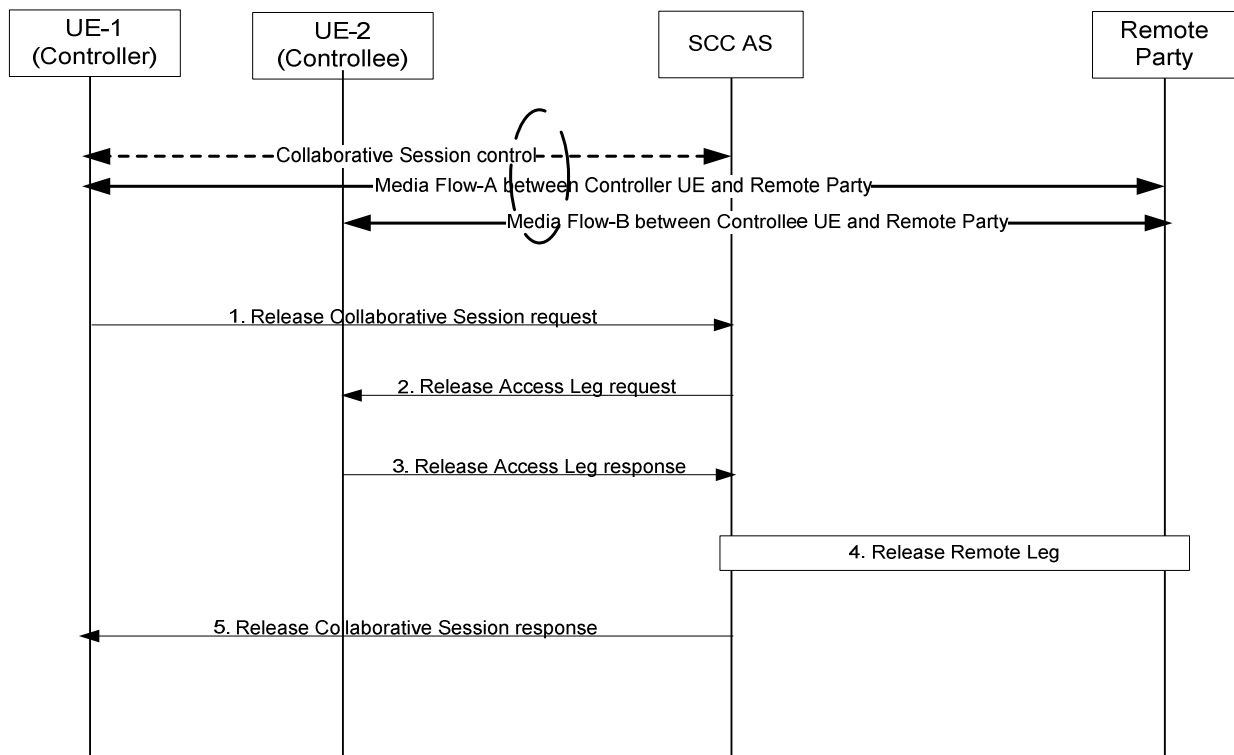 UE-1
(Controller)
UE-2
(Controllee)
SCC AS
Remote
Party
Collaborative Session control
Media Flow-A between Controller UE and Remote Party
Media Flow-B between Controllee UE and Remote Party
1. Release Collaborative Session request
2. Release Access Leg request
3. Release Access Leg response
4. Release Remote Leg
5. Release Collaborative Session response